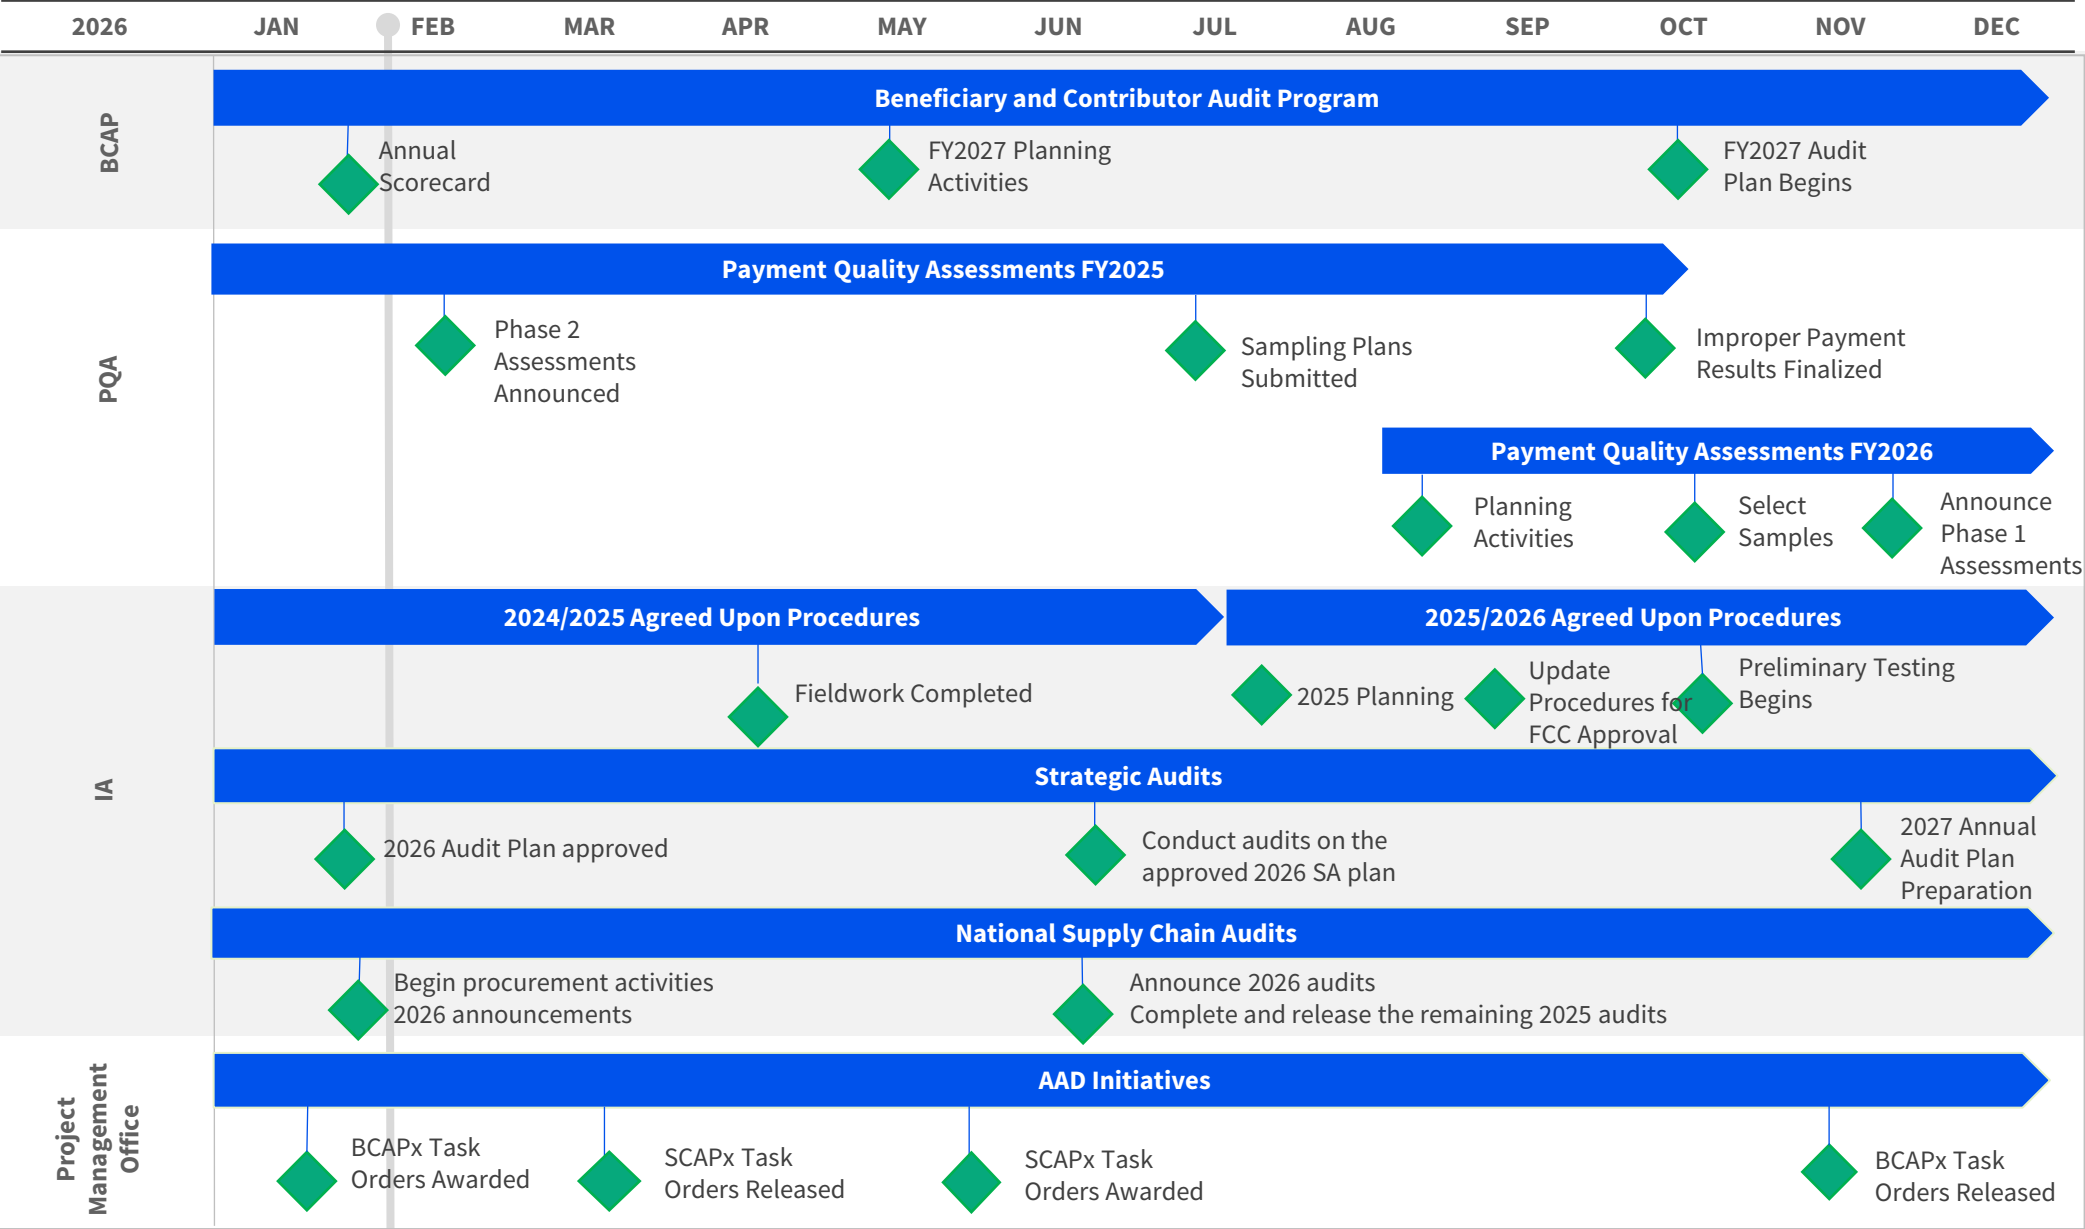 2026 JAN FEB MAR APR MAY JUN JUL AUG SEP OCT NOV DEC
BCAP
Beneficiary and Contributor Audit Program
Annual
Scorecard
FY2027 Planning
Activities
FY2027 Audit
Plan Begins
PQA
Payment Quality Assessments FY2025
Phase 2
Assessments
Announced
Sampling Plans
Submitted
Improper Payment
Results Finalized
Payment Quality Assessments FY2026
Planning
Activities
Select
Samples
Announce
Phase 1
Assessments
IA
2024/2025 Agreed Upon Procedures
2025/2026 Agreed Upon Procedures
Fieldwork Completed
2025 Planning
Update
Procedures for
FCC Approval
Preliminary Testing
Begins
Strategic Audits
2026 Audit Plan approved
Conduct audits on the
approved 2026 SA plan
2027 Annual
Audit Plan
Preparation
National Supply Chain Audits
Begin procurement activities
2026 announcements
Announce 2026 audits
Complete and release the remaining 2025 audits
Project
Management
Office
AAD Initiatives
BCAPx Task
Orders Awarded
SCAPx Task
Orders Released
SCAPx Task
Orders Awarded
BCAPx Task
Orders Released